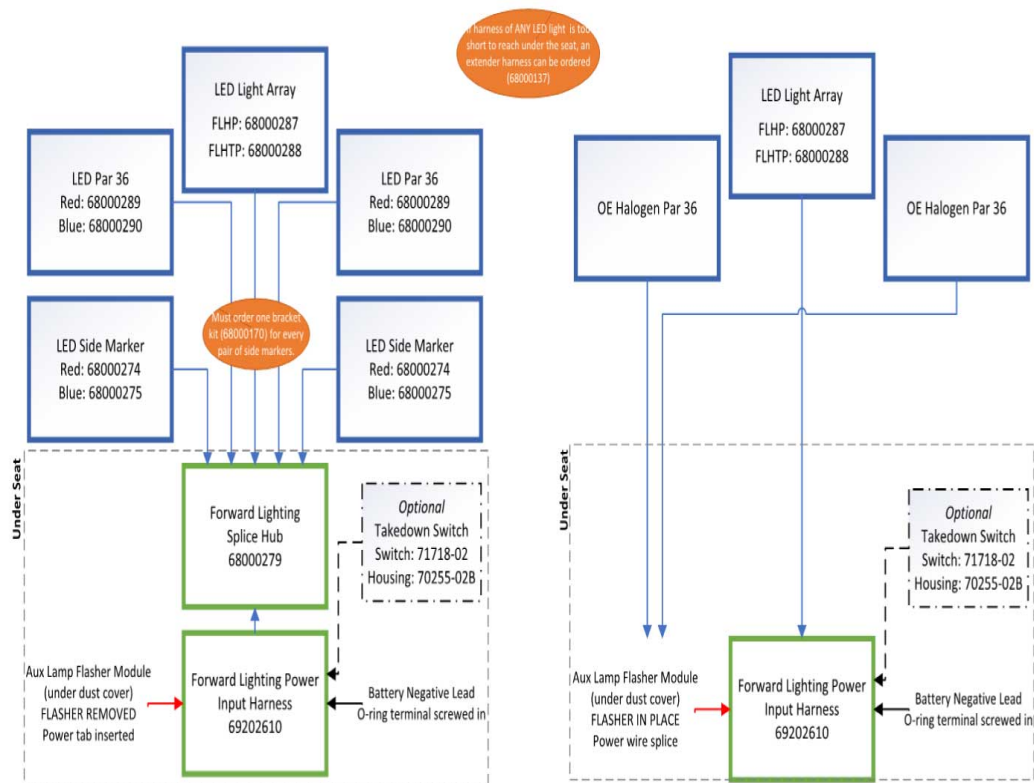 harness of ANY LED light is too
short to reach under the seat, an
extender harness can be ordered
(68000137)
LED Light Array
FLHP: 68000287
FLHTP: 68000288
LED Par 36
Red: 68000289
Blue: 68000290
LED Par 36
Red: 68000289
Blue: 68000290
Must order one bracket
kit (68000170) for every
pair of side markers.
LED Side Marker
Red: 68000274
Blue: 68000275
LED Side Marker
Red: 68000274
Blue: 68000275
Under Seat
Forward Lighting
Splice Hub
68000279
Optional
Takedown Switch
Switch: 71718-02
Housing: 70255-02B
Aux Lamp Flasher Module
(under dust cover)
FLASHER REMOVED
Power tab inserted
Forward Lighting Power
Input Harness
69202610
Battery Negative Lead
O-ring terminal screwed in
LED Light Array
FLHP: 68000287
FLHTP: 68000288
OE Halogen Par 36
OE Halogen Par 36
Under Seat
Optional
Takedown Switch
Switch: 71718-02
Housing: 70255-02B
Aux Lamp Flasher Module
(under dust cover)
FLASHER IN PLACE
Power wire splice
Forward Lighting Power
Input Harness
69202610
Battery Negative Lead
O-ring terminal screwed in